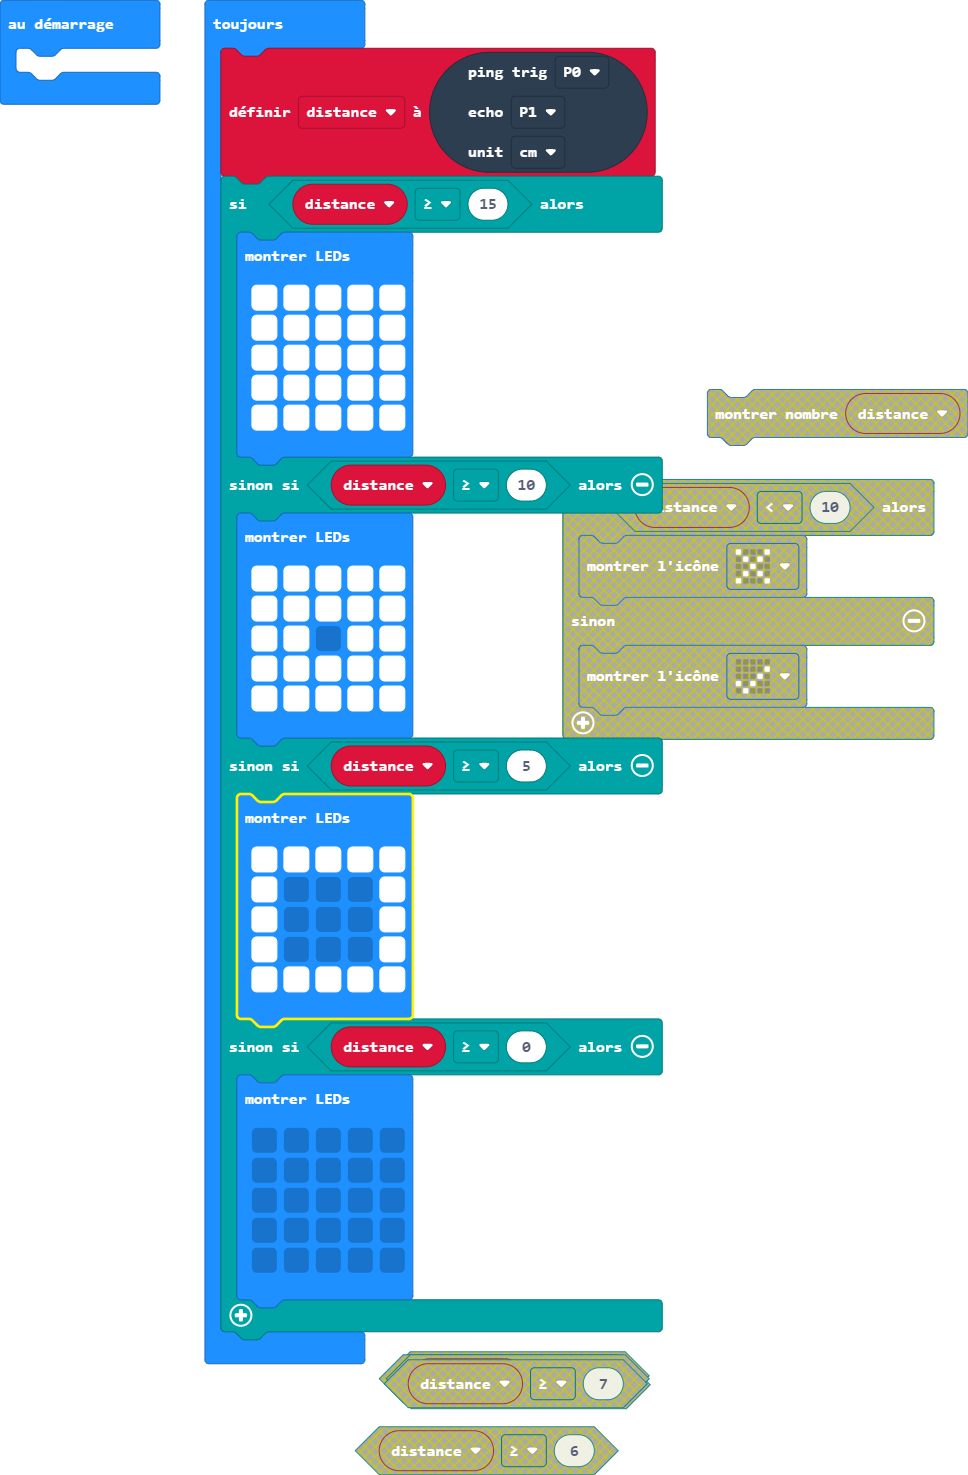 au démarrage
toujours
définir distance à ping trig P0
echo P1
unit cm
si distance ≥ 15 alors
montrer LEDs
montrer nombre distance
sinon si distance ≥ 10 alors
stance < 10 alors
montrer LEDs
montrer l'icône
sinon
montrer l'icône
sinon si distance ≥ 5 alors
montrer LEDs
sinon si distance ≥ 0 alors
montrer LEDs
distance ≥ 7
distance ≥ 6